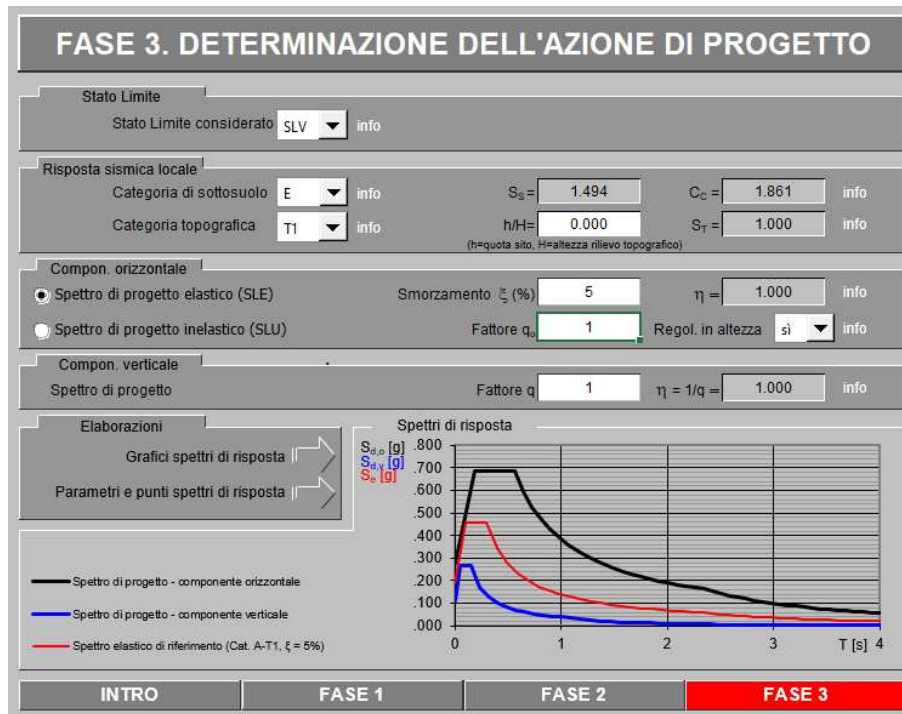 FASE 3. DETERMINAZIONE DELL'AZIONE DI PROGETTO
Stato Limite
Stato Limite considerato SLV info
Risposta sismica locale
Categoria di sottosuolo E info SS= 1.494 CC= 1.861 info
Categoria topografica T1 info h/H= 0.000 ST= 1.000 info
(h=quota sito, H=altezza rilievo topografico)
Compon. orizzontale
Spettro di progetto elastico (SLE) Smorzamento ξ (%) 5 η = 1.000 info
Spettro di progetto inelastico (SLU) Fattore qo 1 Regol. in altezza sì info
Compon. verticale
Spettro di progetto Fattore q 1 η = 1/q = 1.000 info
Elaborazioni
Grafici spettri di risposta
Parametri e punti spettri di risposta
Spettri di risposta
Sd,o [g]
Sd,v [g]
Se [g]
.800
.700
.600
.500
.400
.300
.200
.100
.000
0 1 2 3 T [s] 4
Spettro di progetto - componente orizzontale
Spettro di progetto - componente verticale
Spettro elastico di riferimento (Cat. A-T1, ξ = 5%)
INTRO FASE 1 FASE 2 FASE 3